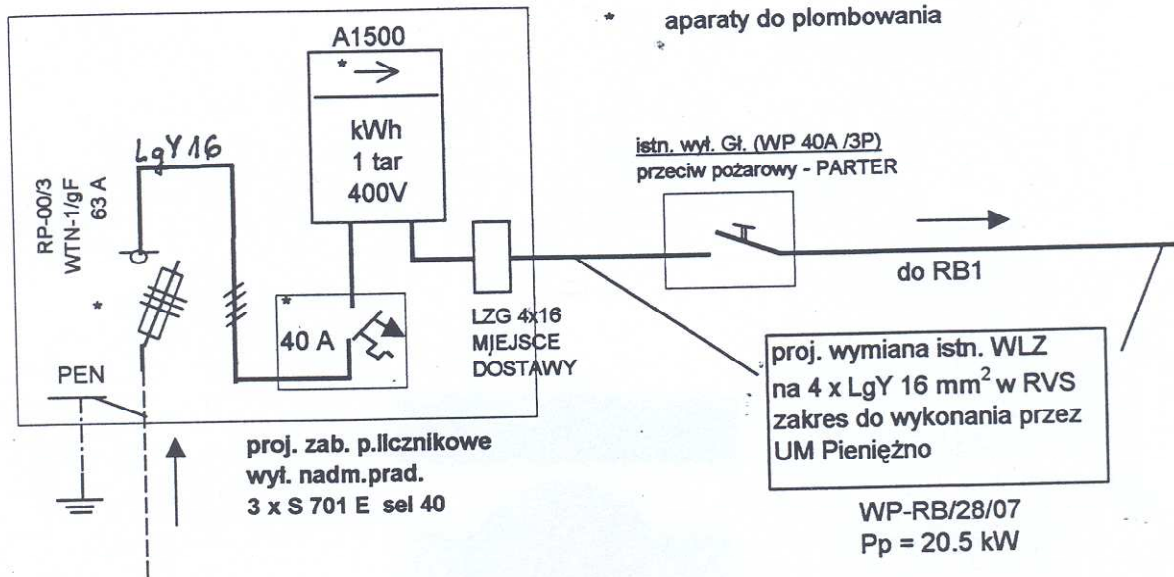 * aparaty do plombowania
A1500
*
kWh
1 tar
400V
LgY 16
RP-00/3
WTN-1/gF
63 A
*
PEN
*
40 A
LZG 4x16
MIEJSCE
DOSTAWY
istn. wył. Gł. (WP 40A /3P)
przeciw pożarowy - PARTER
do RB1
proj. zab. p.licznikowe
wył. nadm.prad.
3 x S 701 E sel 40
proj. wymiana istn. WLZ
na 4 x LgY 16 mm² w RVS
zakres do wykonania przez
UM Pieniężno
WP-RB/28/07
Pp = 20.5 kW